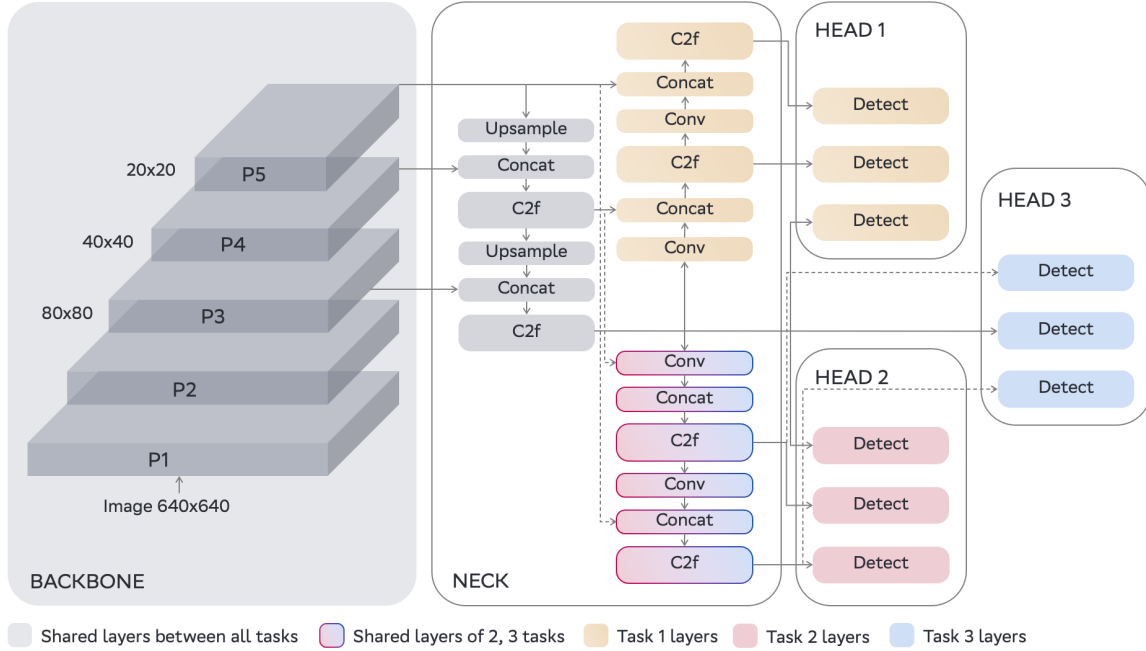 20x20
40x40
80x80
P5
P4
P3
P2
P1
Image 640x640
BACKBONE
Upsample
Concat
C2f
Upsample
Concat
C2f
C2f
Concat
Conv
C2f
Concat
Conv
Conv
Concat
C2f
Conv
Concat
C2f
NECK
HEAD 1
Detect
Detect
Detect
HEAD 2
Detect
Detect
Detect
HEAD 3
Detect
Detect
Detect
Shared layers between all tasks
Shared layers of 2, 3 tasks
Task 1 layers
Task 2 layers
Task 3 layers